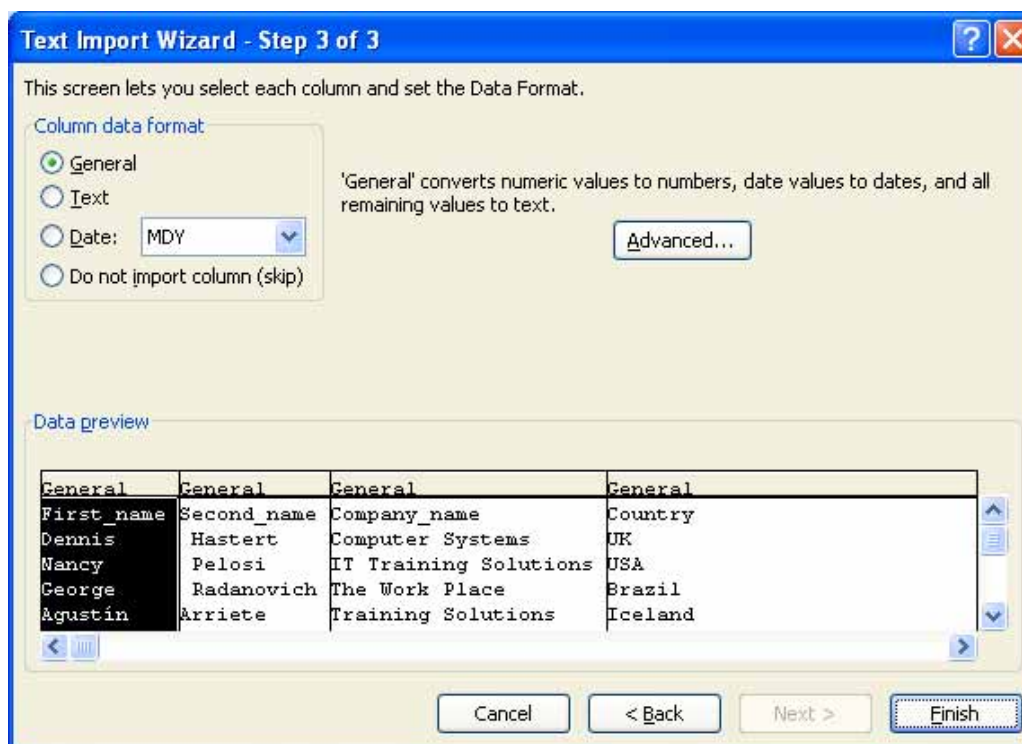 Text Import Wizard - Step 3 of 3
?
This screen lets you select each column and set the Data Format.
Column data format
General
Text
Date: MDY
Do not import column (skip)
'General' converts numeric values to numbers, date values to dates, and all
remaining values to text.
Advanced...
Data preview
General General General General
First_name Second_name Company_name Country
Dennis Hastert Computer Systems UK
Nancy Pelosi IT Training Solutions USA
George Radanovich The Work Place Brazil
Agustín Arriete Training Solutions Iceland
Cancel < Back Next > Finish